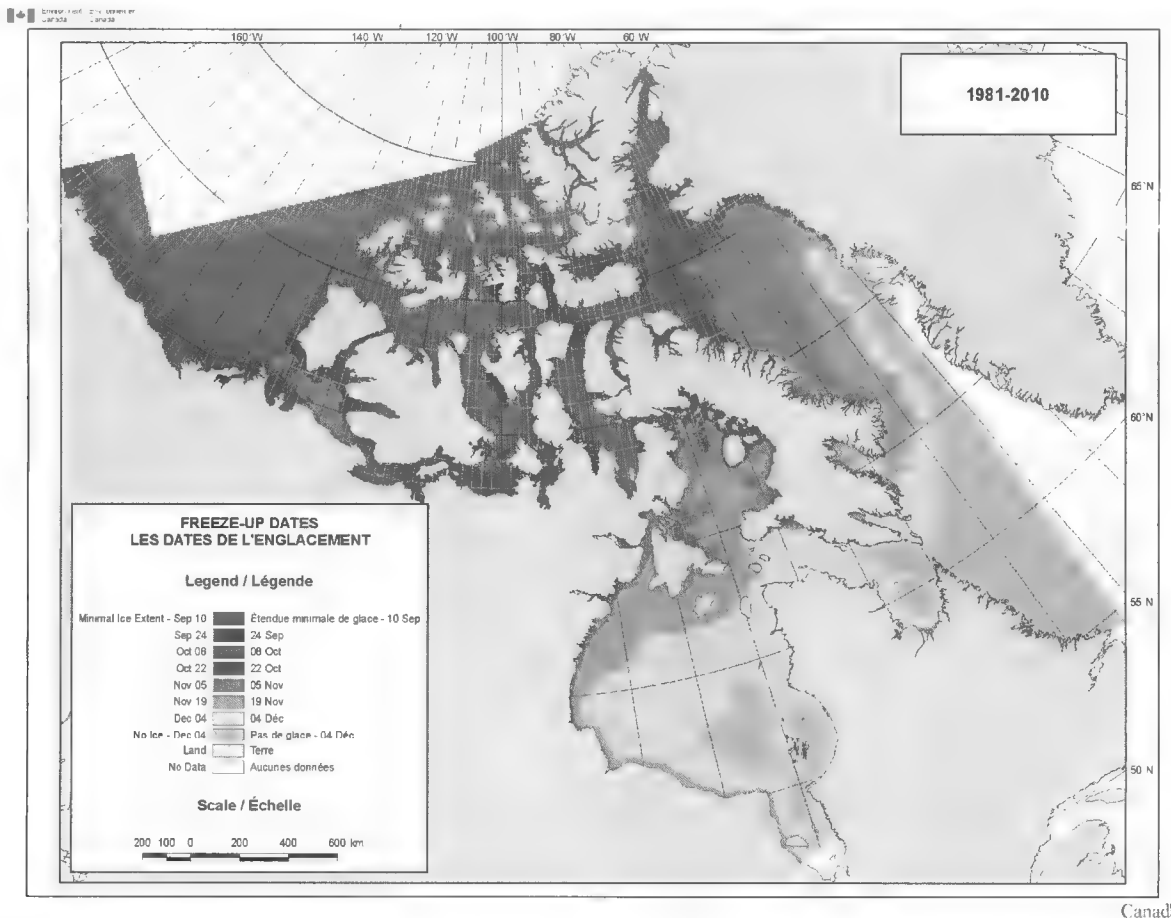 Canada Canada
160°W 140°W 120°W 100°W 80°W 60°W
1981-2010
65°N
60°N
55°N
50°N
FREEZE-UP DATES
LES DATES DE L'ENGLACEMENT
Legend / Légende
Minimal Ice Extent - Sep 10 Étendue minimale de glace - 10 Sep
Sep 24 24 Sep
Oct 08 08 Oct
Oct 22 22 Oct
Nov 05 05 Nov
Nov 19 19 Nov
Dec 04 04 Déc
No Ice - Dec 04 Pas de glace - 04 Déc
Land Terre
No Data Aucunes données
Scale / Échelle
200 100 0 200 400 600 km